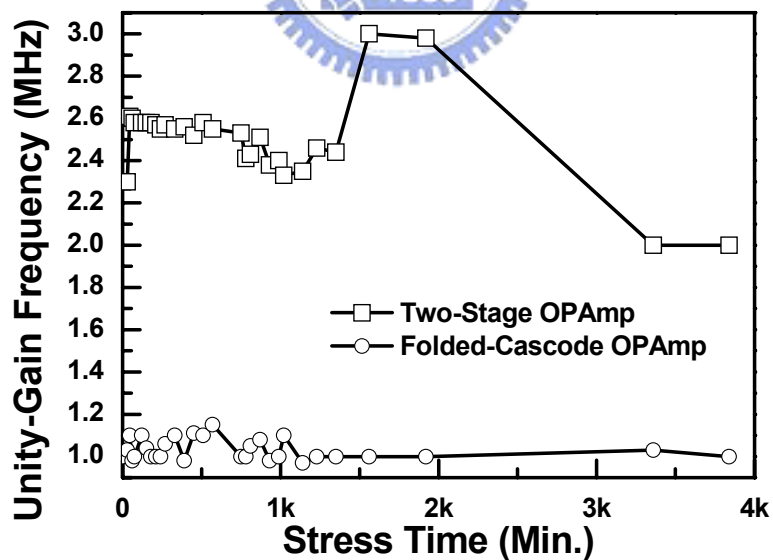 Unity-Gain Frequency (MHz)
3.0
2.8
2.6
2.4
2.2
2.0
1.8
1.6
1.4
1.2
1.0
Two-Stage OPAmp
Folded-Cascode OPAmp
0
1k
2k
3k
4k
Stress Time (Min.)